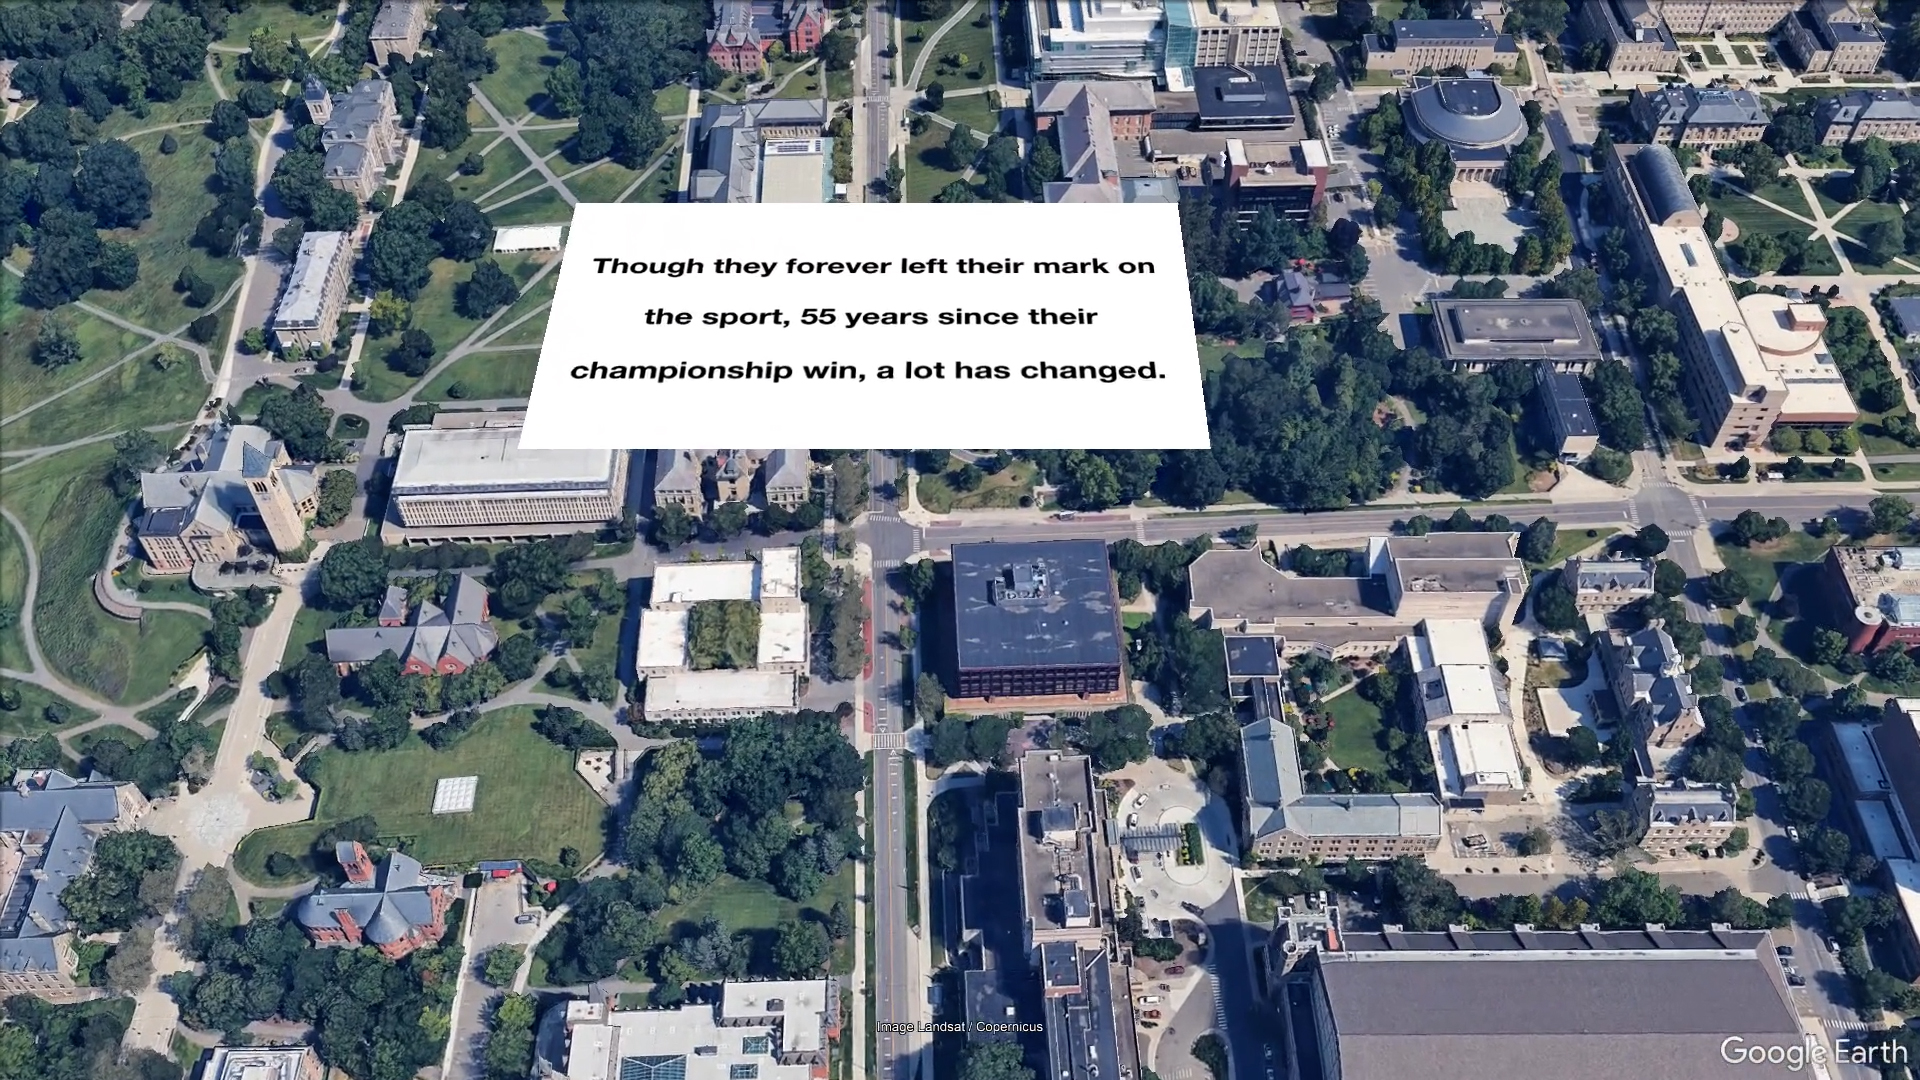 Though they forever left their mark on
the sport, 55 years since their
championship win, a lot has changed.
Image Landsat / Copernicus
Google Earth